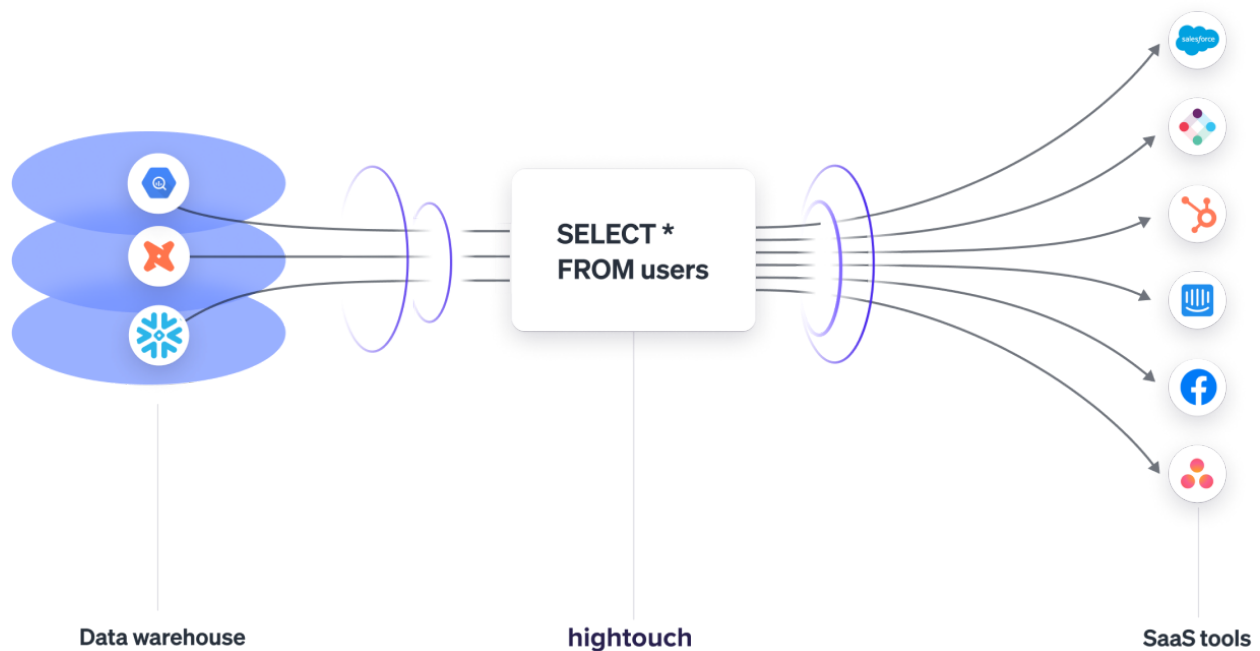 salesforce
SELECT *
FROM users
Data warehouse
hightouch
SaaS tools